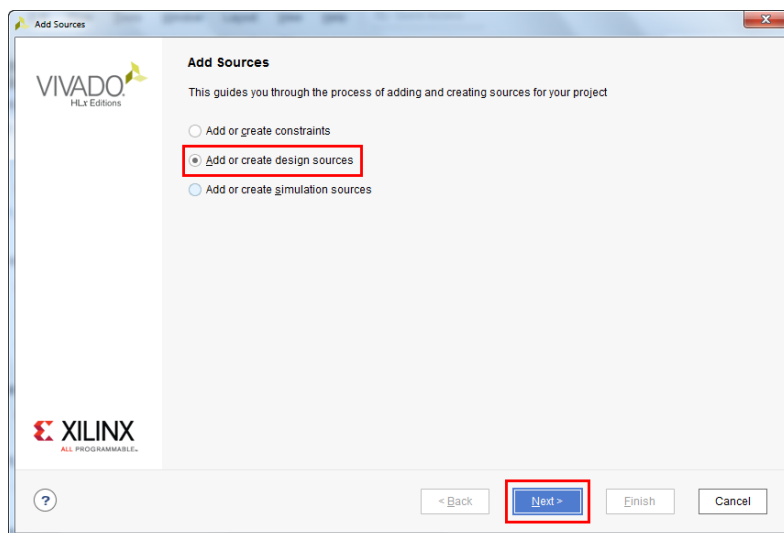 Add Sources
VIVADO.
HLx Editions
Add Sources
This guides you through the process of adding and creating sources for your project
Add or create constraints
Add or create design sources
Add or create simulation sources
XILINX
ALL PROGRAMMABLE.
?
< Back
Next >
Finish
Cancel